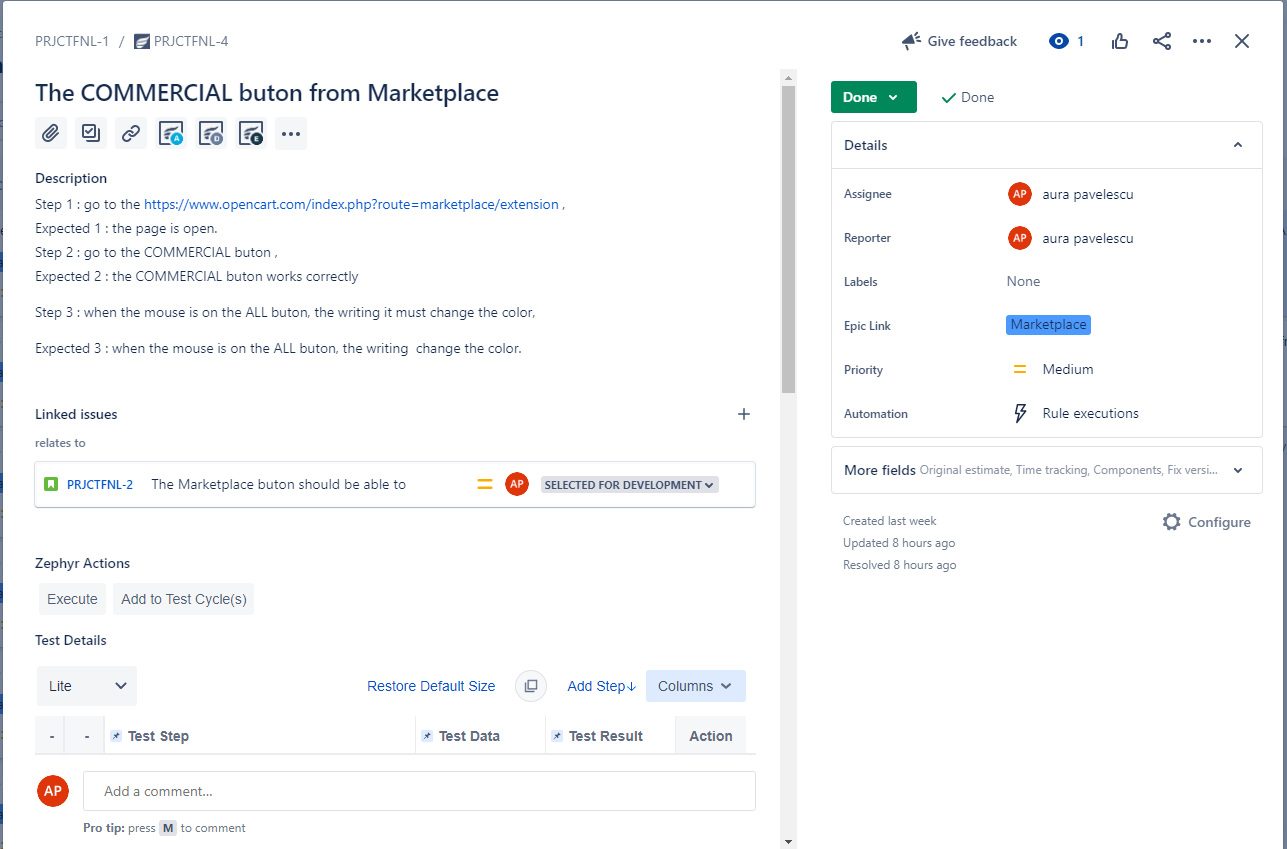 PRJCTFNL-1 / PRJCTFNL-4
Give feedback
1
The COMMERCIAL buton from Marketplace
A D E
Description
Step 1 : go to the https://www.opencart.com/index.php?route=marketplace/extension ,
Expected 1 : the page is open.
Step 2 : go to the COMMERCIAL buton ,
Expected 2 : the COMMERCIAL buton works correctly
Step 3 : when the mouse is on the ALL buton, the writing it must change the color,
Expected 3 : when the mouse is on the ALL buton, the writing  change the color.
Linked issues
relates to
PRJCTFNL-2 The Marketplace buton should be able to AP SELECTED FOR DEVELOPMENT
Zephyr Actions
Execute Add to Test Cycle(s)
Test Details
Lite Restore Default Size Add Step↓ Columns
- - Test Step Test Data Test Result Action
AP Add a comment...
Pro tip: press M to comment
Done Done
Details
Assignee AP aura pavelescu
Reporter AP aura pavelescu
Labels None
Epic Link Marketplace
Priority Medium
Automation Rule executions
More fields Original estimate, Time tracking, Components, Fix versi...
Created last week Configure
Updated 8 hours ago
Resolved 8 hours ago